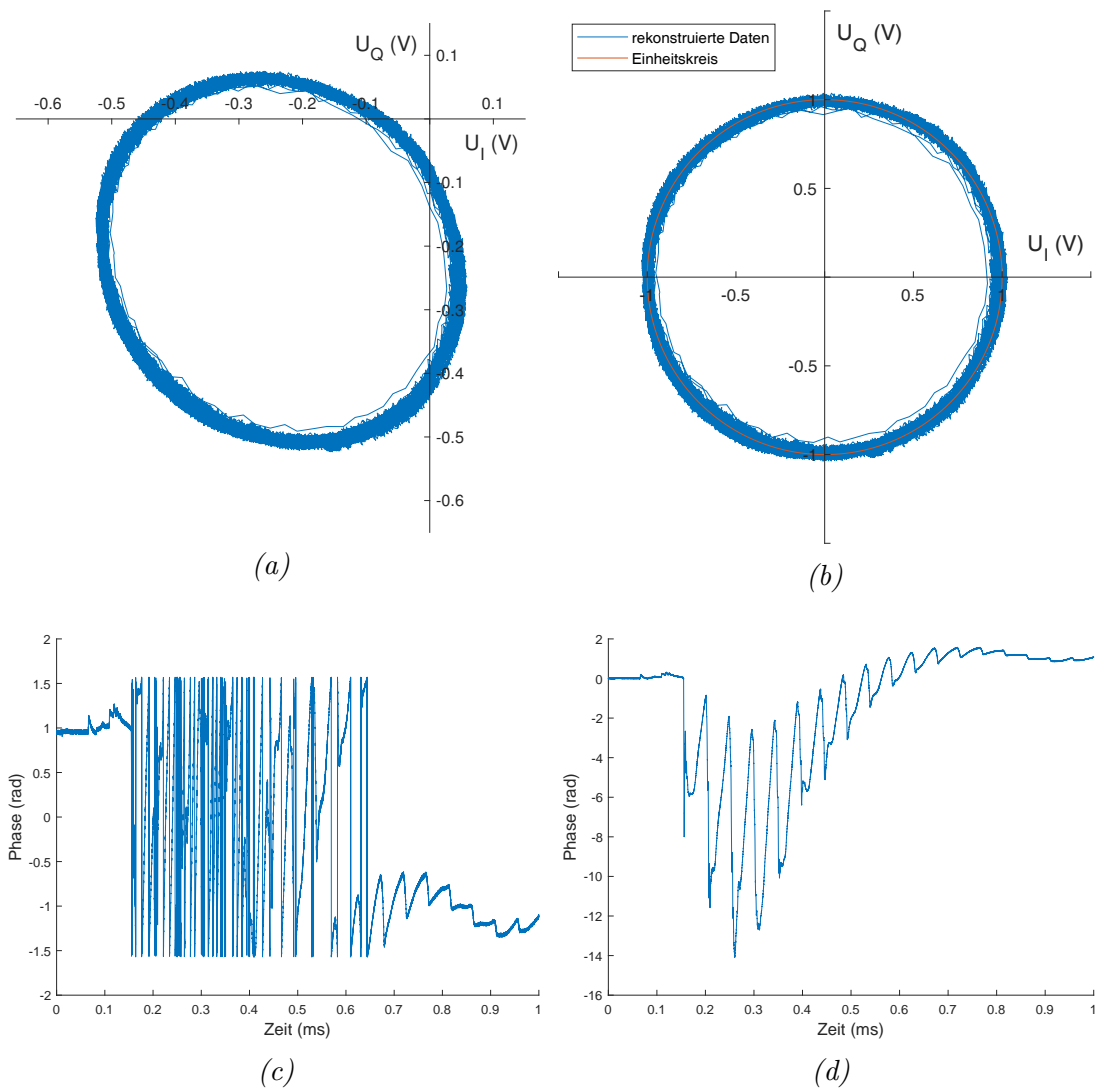 U_Q (V)
0.1
-0.6 -0.5 -0.4 -0.3 -0.2 -0.1 0.1
U_I (V)
-0.1
-0.2
-0.3
-0.4
-0.5
-0.6
(a)
rekonstruierte Daten
Einheitskreis
U_Q (V)
1
0.5
U_I (V)
-1 -0.5 0.5 1
-0.5
-1
(b)
2
1.5
1
0.5
0
-0.5
-1
-1.5
-2
Phase (rad)
0 0.1 0.2 0.3 0.4 0.5 0.6 0.7 0.8 0.9 1
Zeit (ms)
(c)
2
0
-2
-4
-6
-8
-10
-12
-14
-16
Phase (rad)
0 0.1 0.2 0.3 0.4 0.5 0.6 0.7 0.8 0.9 1
Zeit (ms)
(d)